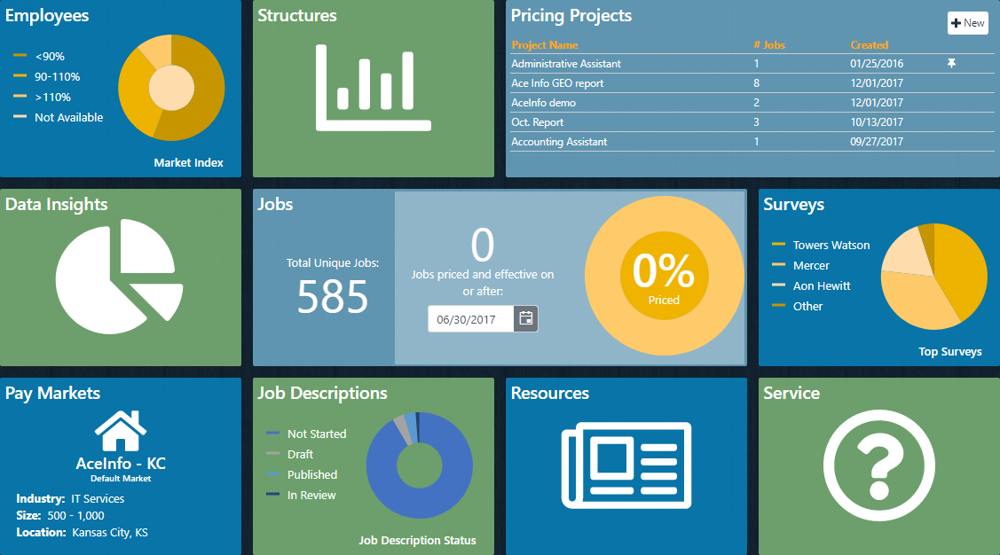 Employees
<90%
90-110%
>110%
Not Available
Market Index
Structures
Pricing Projects
New
Project Name # Jobs Created
Administrative Assistant 1 01/25/2016
Ace Info GEO report 8 12/01/2017
AceInfo demo 2 12/01/2017
Oct. Report 3 10/13/2017
Accounting Assistant 1 09/27/2017
Data Insights
Jobs
Total Unique Jobs:
585
0
Jobs priced and effective on
or after:
06/30/2017
0%
Priced
Surveys
Towers Watson
Mercer
Aon Hewitt
Other
Top Surveys
Pay Markets
AceInfo - KC
Default Market
Industry: IT Services
Size: 500 - 1,000
Location: Kansas City, KS
Job Descriptions
Not Started
Draft
Published
In Review
Job Description Status
Resources
Service
?